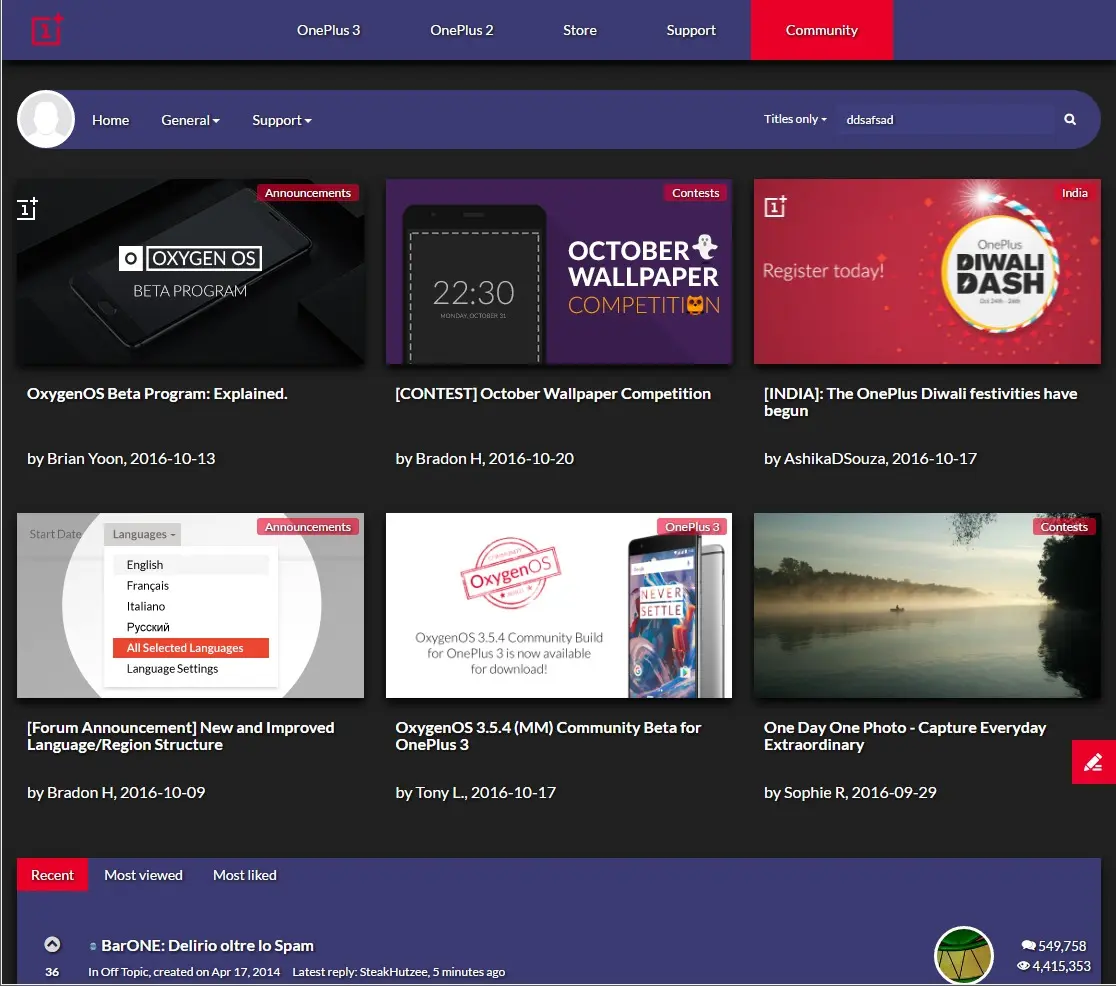 1+
OnePlus 3
OnePlus 2
Store
Support
Community
Home
General
Support
Titles only
ddsafsad
Announcements
1+
OXYGEN OS
BETA PROGRAM
OxygenOS Beta Program: Explained.
by Brian Yoon, 2016-10-13
Contests
22:30
MONDAY, OCTOBER 31
OCTOBER
WALLPAPER
COMPETITION
[CONTEST] October Wallpaper Competition
by Bradon H, 2016-10-20
India
1+
Register today!
OnePlus
DIWALI
DASH
Oct 24th - 26th
[INDIA]: The OnePlus Diwali festivities have
begun
by AshikaDSouza, 2016-10-17
Announcements
Start Date
Languages
English
Français
Italiano
Русский
All Selected Languages
Language Settings
[Forum Announcement] New and Improved
Language/Region Structure
by Bradon H, 2016-10-09
OnePlus 3
OxygenOS
OxygenOS 3.5.4 Community Build
for OnePlus 3 is now available
for download!
NEVER
SETTLE
OxygenOS 3.5.4 (MM) Community Beta for
OnePlus 3
by Tony L., 2016-10-17
Contests
One Day One Photo - Capture Everyday
Extraordinary
by Sophie R, 2016-09-29
Recent
Most viewed
Most liked
BarONE: Delirio oltre lo Spam
549,758
36
In Off Topic, created on Apr 17, 2014
Latest reply: SteakHutzee, 5 minutes ago
4,415,353